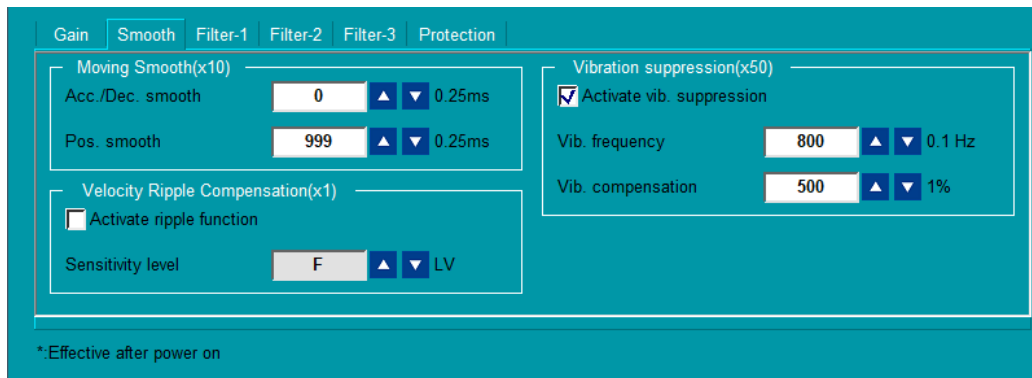 Gain Smooth Filter-1 Filter-2 Filter-3 Protection
Moving Smooth(x10)
Acc./Dec. smooth 0 0.25ms
Pos. smooth 999 0.25ms
Velocity Ripple Compensation(x1)
Activate ripple function
Sensitivity level F LV
Vibration suppression(x50)
Activate vib. suppression
Vib. frequency 800 0.1 Hz
Vib. compensation 500 1%
*:Effective after power on